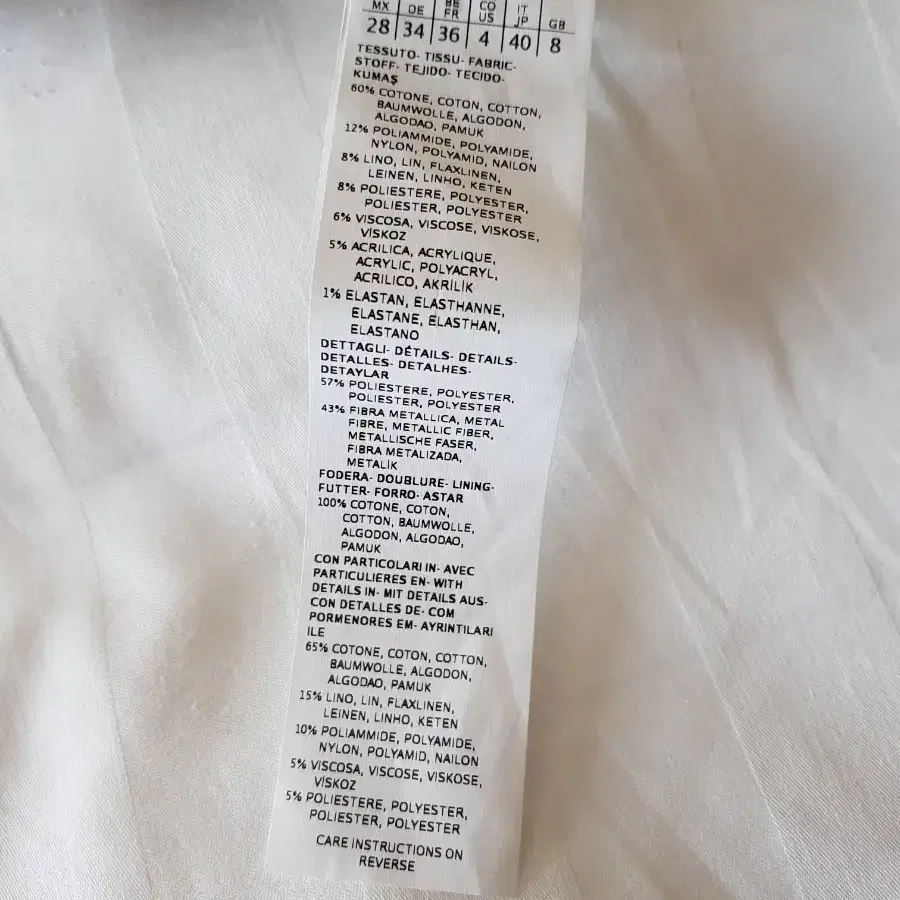 MX DE BE FR CO US IT JP GB
28 34 36 4 40 8
TESSUTO- TISSU- FABRIC-
STOFF- TEJIDO- TECIDO-
KUMAŞ
60% COTONE, COTON, COTTON,
BAUMWOLLE, ALGODON,
ALGODAO, PAMUK
12% POLIAMMIDE, POLYAMIDE,
NYLON, POLYAMID, NAILON
8% LINO, LIN, FLAXLINEN,
LEINEN, LINHO, KETEN
8% POLIESTERE, POLYESTER,
POLIESTER, POLYESTER
6% VISCOSA, VISCOSE, VISKOSE,
VİSKOZ
5% ACRILICA, ACRYLIQUE,
ACRYLIC, POLYACRYL,
ACRILICO, AKRİLİK
1% ELASTAN, ELASTHANNE,
ELASTANE, ELASTHAN,
ELASTANO
DETTAGLI- DÉTAILS- DETAILS-
DETALLES- DETALHES-
DETAYLAR
57% POLIESTERE, POLYESTER,
POLIESTER, POLYESTER
43% FIBRA METALLICA, METAL
FIBRE, METALLIC FIBER,
METALLISCHE FASER,
FIBRA METALIZADA,
METALİK
FODERA- DOUBLURE- LINING-
FUTTER- FORRO- ASTAR
100% COTONE, COTON,
COTTON, BAUMWOLLE,
ALGODON, ALGODAO,
PAMUK
CON PARTICOLARI IN- AVEC
PARTICULIERES EN- WITH
DETAILS IN- MIT DETAILS AUS-
CON DETALLES DE- COM
PORMENORES EM- AYRINTILARI
ILE
65% COTONE, COTON, COTTON,
BAUMWOLLE, ALGODON,
ALGODAO, PAMUK
15% LINO, LIN, FLAXLINEN,
LEINEN, LINHO, KETEN
10% POLIAMMIDE, POLYAMIDE,
NYLON, POLYAMID, NAILON
5% VISCOSA, VISCOSE, VISKOSE,
VİSKOZ
5% POLIESTERE, POLYESTER,
POLIESTER, POLYESTER
CARE INSTRUCTIONS ON
REVERSE